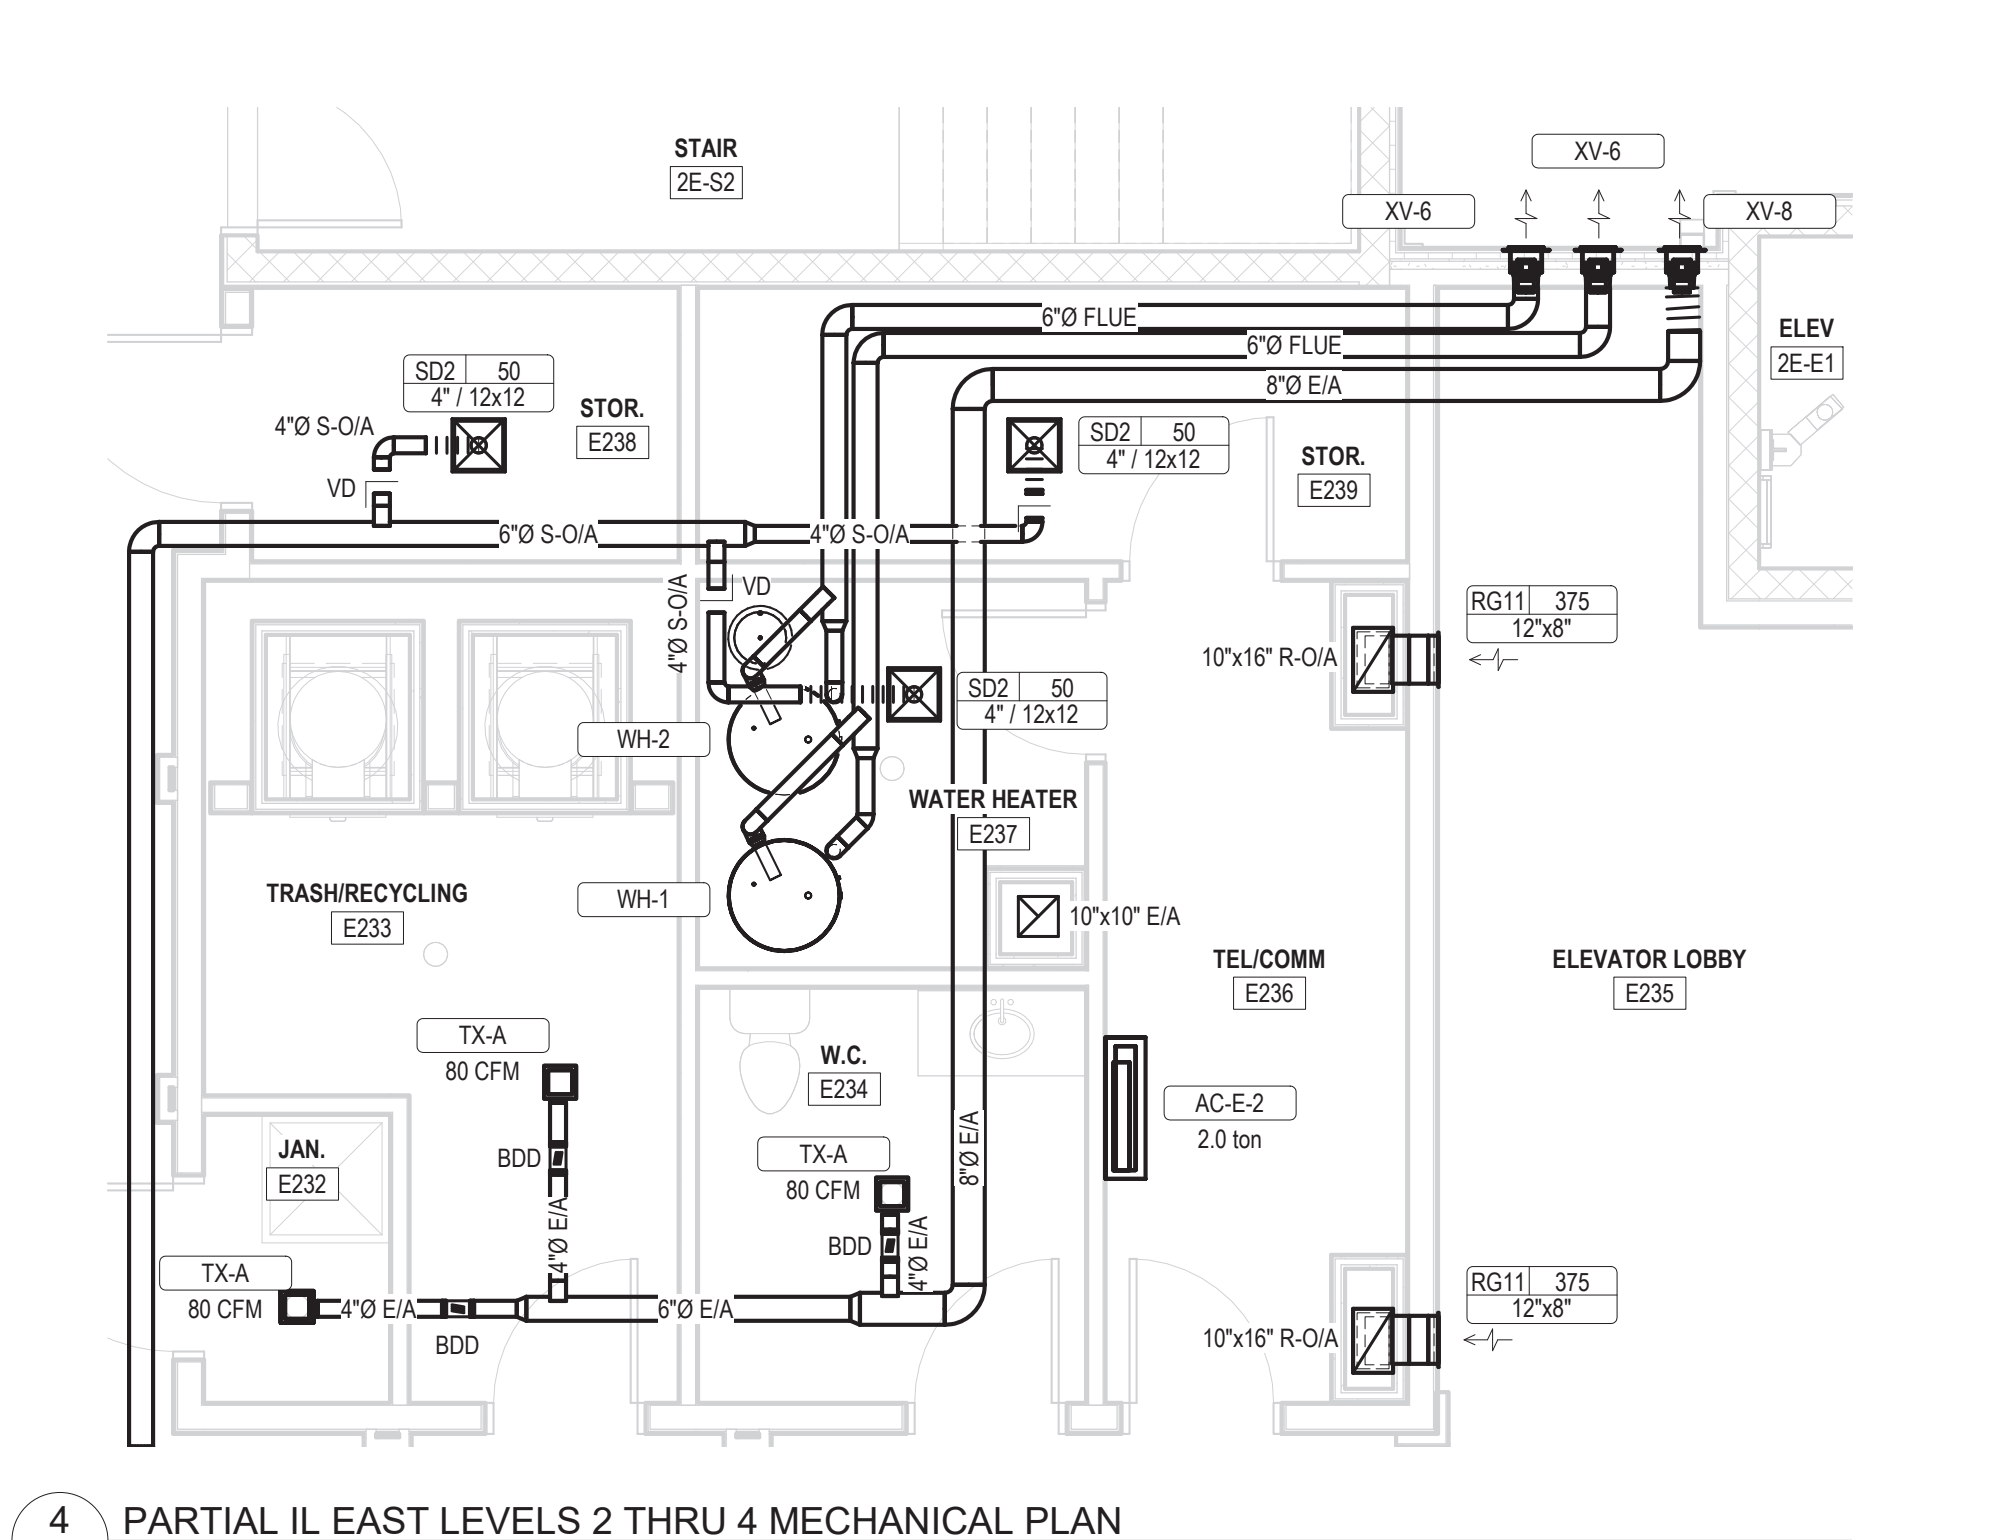 XV-6
STAIR
2E-S2
XV-6
XV-8
6"Ø FLUE
ELEV
2E-E1
6"Ø FLUE
8"Ø E/A
SD2 50
4" / 12x12
STOR.
E238
4"Ø S-O/A
VD
SD2 50
4" / 12x12
STOR.
E239
6"Ø S-O/A
4"Ø S-O/A
4"Ø S-O/A
VD
RG11 375
12"x8"
10"x16" R-O/A
SD2 50
4" / 12x12
WH-2
WATER HEATER
E237
TRASH/RECYCLING
E233
WH-1
10"x10" E/A
TEL/COMM
E236
ELEVATOR LOBBY
E235
TX-A
80 CFM
W.C.
E234
AC-E-2
2.0 ton
JAN.
E232
BDD
TX-A
80 CFM
8"Ø E/A
4"Ø E/A
BDD
4"Ø E/A
TX-A
80 CFM
4"Ø E/A
BDD
6"Ø E/A
RG11 375
12"x8"
10"x16" R-O/A
4
PARTIAL IL EAST LEVELS 2 THRU 4 MECHANICAL PLAN